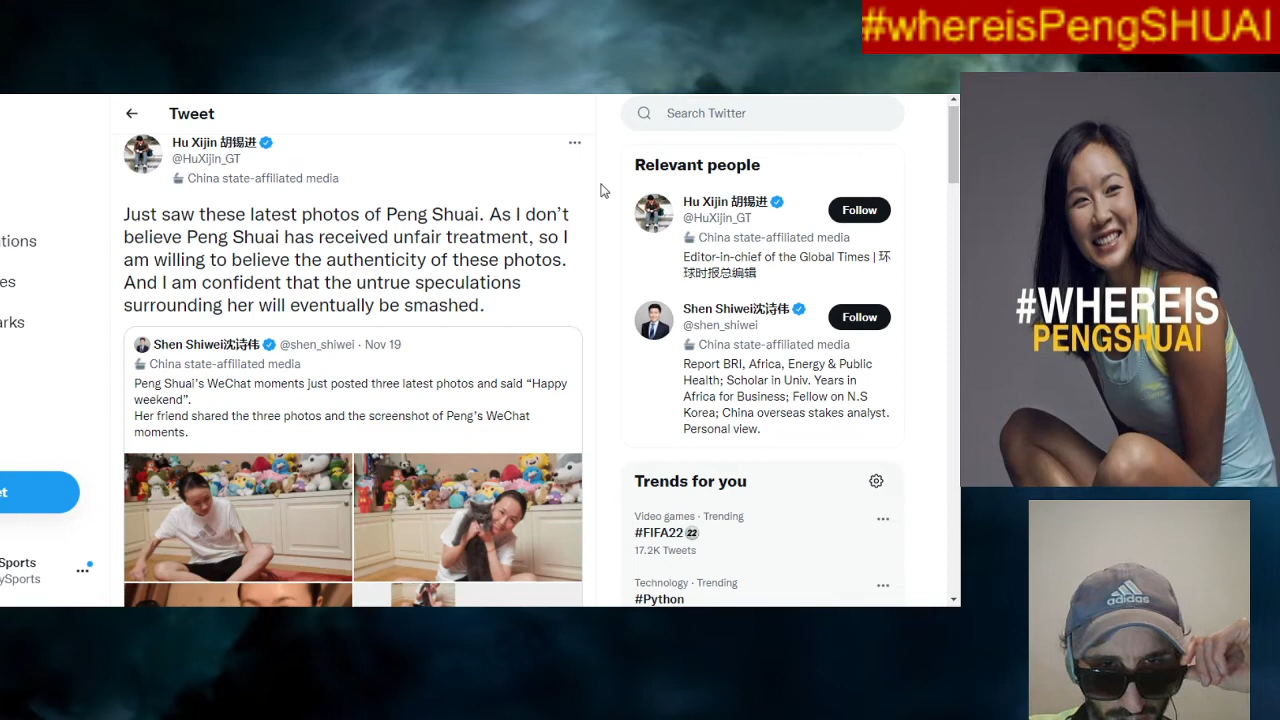 #whereisPengSHUAI
Tweet
Hu Xijin 胡锡进
@HuXijin_GT
China state-affiliated media
Just saw these latest photos of Peng Shuai. As I don’t
believe Peng Shuai has received unfair treatment, so I
am willing to believe the authenticity of these photos.
And I am confident that the untrue speculations
surrounding her will eventually be smashed.
Shen Shiwei沈诗伟 @shen_shiwei · Nov 19
China state-affiliated media
Peng Shuai’s WeChat moments just posted three latest photos and said “Happy
weekend”.
Her friend shared the three photos and the screenshot of Peng’s WeChat
moments.
Search Twitter
Relevant people
Hu Xijin 胡锡进
@HuXijin_GT
Follow
China state-affiliated media
Editor-in-chief of the Global Times | 环
球时报总编辑
Shen Shiwei沈诗伟
@shen_shiwei
Follow
China state-affiliated media
Report BRI, Africa, Energy & Public
Health; Scholar in Univ. Years in
Africa for Business; Fellow on N.S
Korea; China overseas stakes analyst.
Personal view.
Trends for you
Video games · Trending
#FIFA22
17.2K Tweets
Technology · Trending
#Python
tions
es
arks
et
Sports
ySports
#WHEREIS
PENGSHUAI
adidas